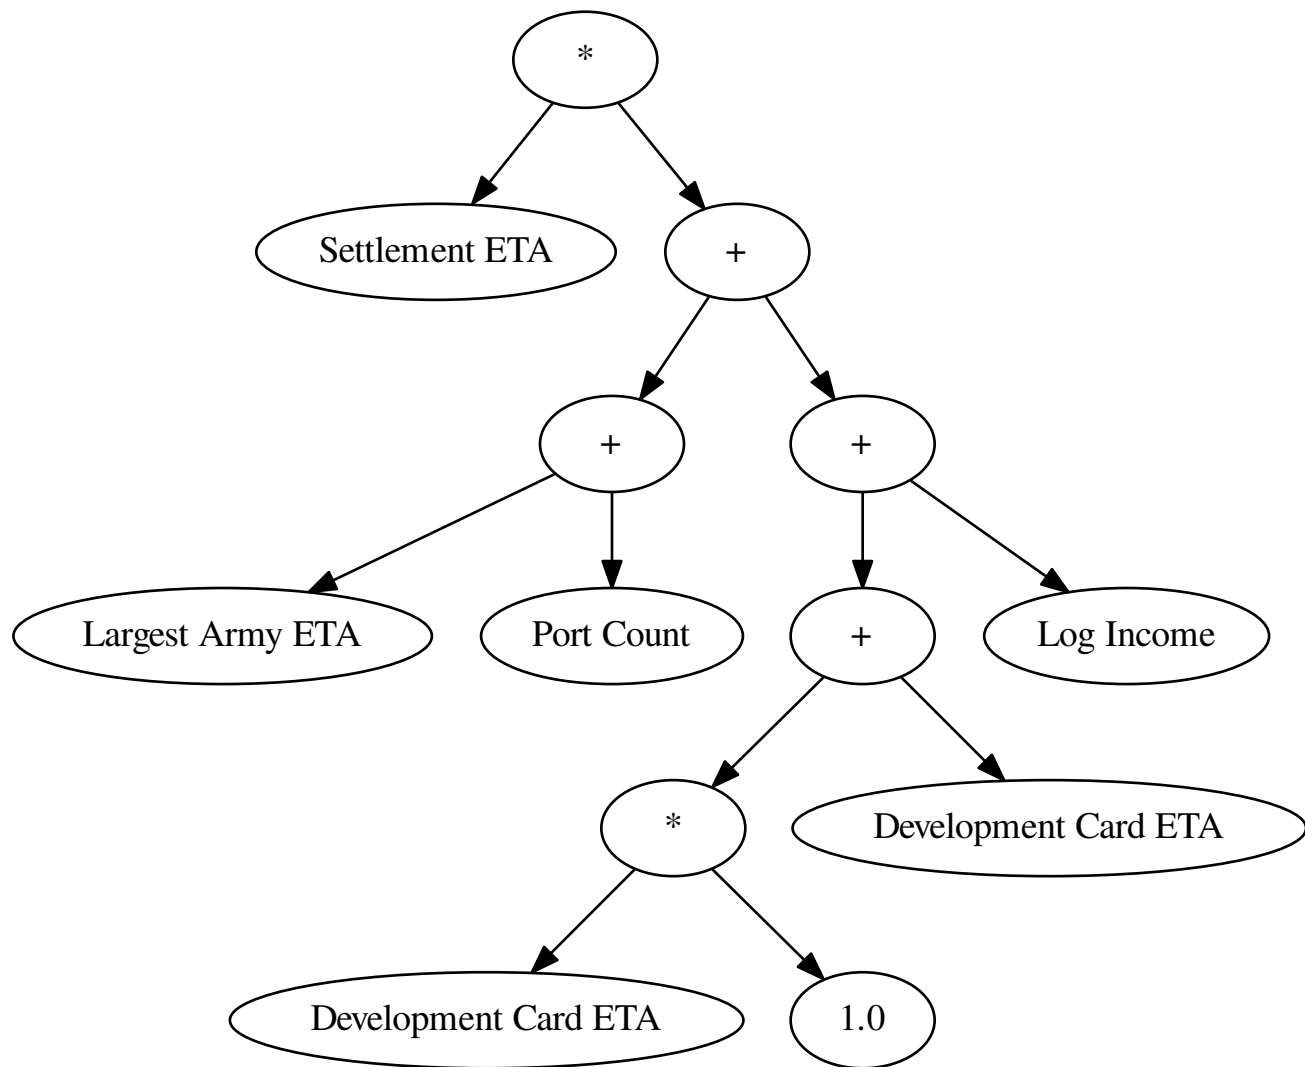 *
Settlement ETA
+
+
+
Largest Army ETA
Port Count
+
Log Income
*
Development Card ETA
Development Card ETA
1.0